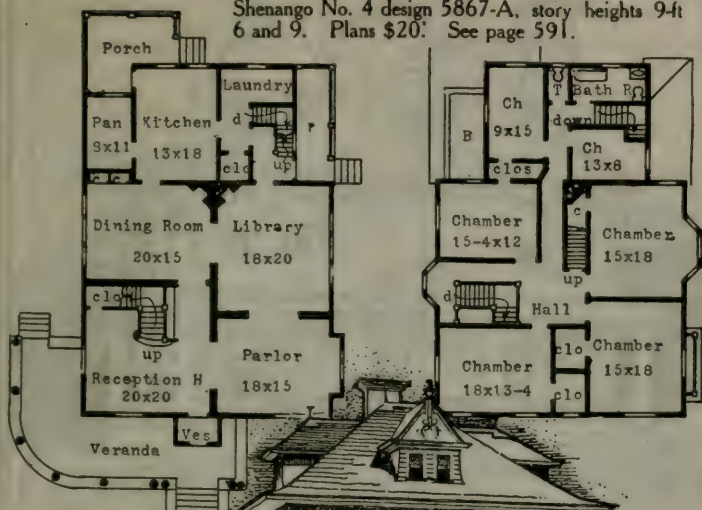 Shenango No. 4 design 5867-A, story heights 9-ft
6 and 9. Plans $20. See page 591.
Porch
Laundry
Pan
9x11
Kitchen
13x18
d
clo
up
P
c c
Dining Room
20x15
Library
18x20
clo
up
Reception H
20x20
Parlor
18x15
Ves
Veranda
Ch
9x15
T
Bath R
down
B
Ch
13x8
clos
Chamber
15-4x12
c
Chamber
15x18
up
d
Hall
Chamber
18x13-4
clo
clo
Chamber
15x18